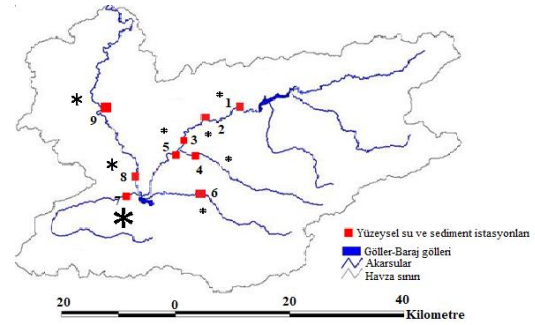 1
2
9
3
5
4
8
7
6
Yüzeysel su ve sediment istasyonları
Göller-Baraj gölleri
Akarsular
Havza sınırı
20 0 20 40
Kilometre